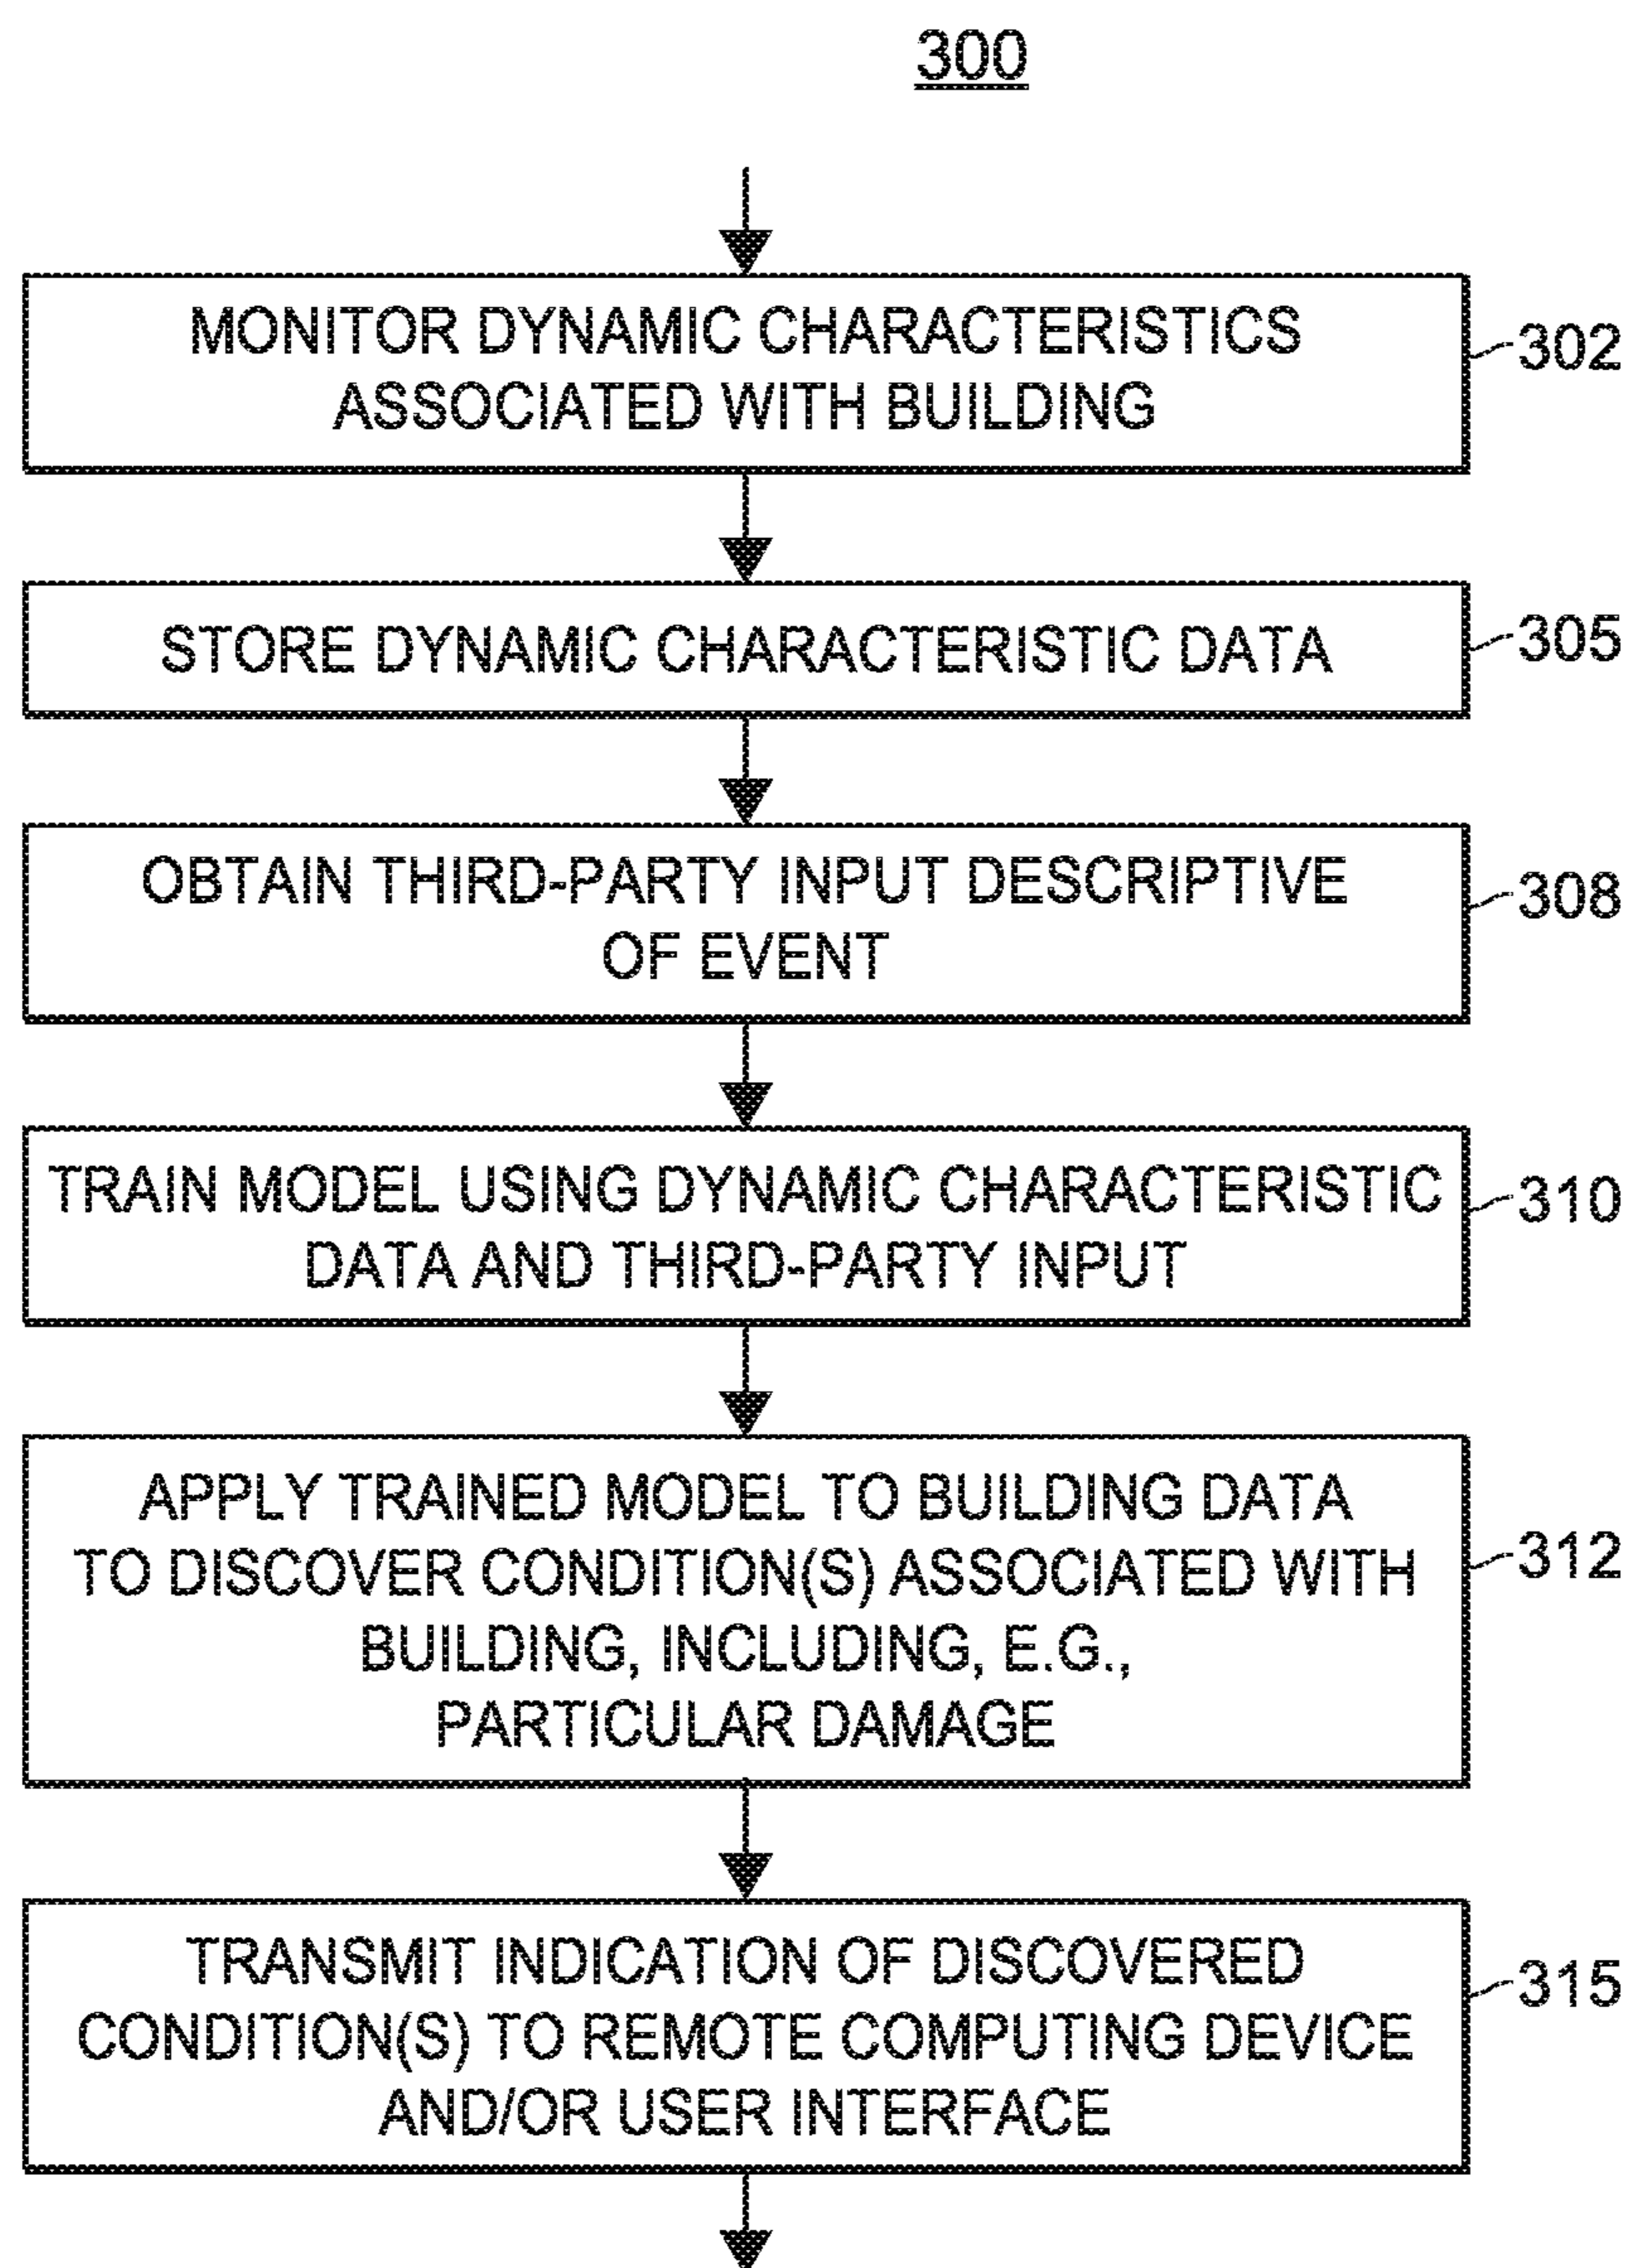 300
MONITOR DYNAMIC CHARACTERISTICS
ASSOCIATED WITH BUILDING
302
STORE DYNAMIC CHARACTERISTIC DATA
305
OBTAIN THIRD-PARTY INPUT DESCRIPTIVE
OF EVENT
308
TRAIN MODEL USING DYNAMIC CHARACTERISTIC
DATA AND THIRD-PARTY INPUT
310
APPLY TRAINED MODEL TO BUILDING DATA
TO DISCOVER CONDITION(S) ASSOCIATED WITH
BUILDING, INCLUDING, E.G.,
PARTICULAR DAMAGE
312
TRANSMIT INDICATION OF DISCOVERED
CONDITION(S) TO REMOTE COMPUTING DEVICE
AND/OR USER INTERFACE
315